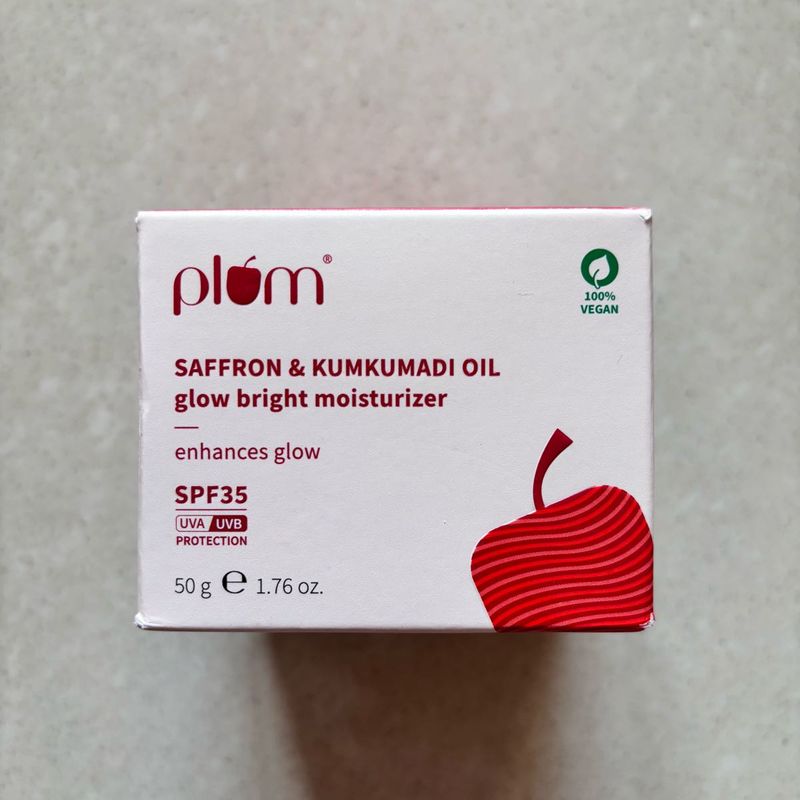 plum®
100%
VEGAN
SAFFRON & KUMKUMADI OIL
glow bright moisturizer
enhances glow
SPF35
UVA / UVB
PROTECTION
50 g ℮ 1.76 oz.